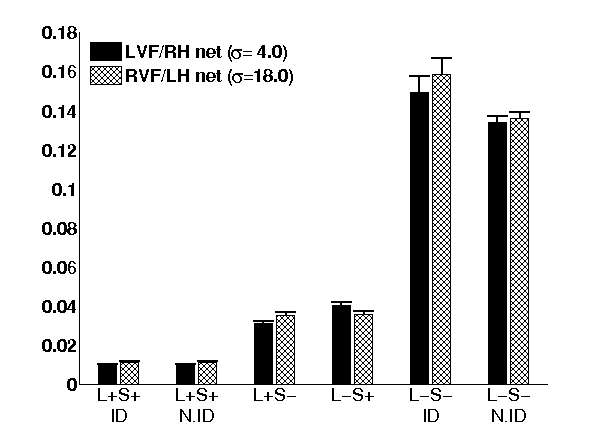 0.18
0.16
0.14
0.12
0.1
0.08
0.06
0.04
0.02
0
LVF/RH net (σ= 4.0)
RVF/LH net (σ=18.0)
L+S+ L+S+ L+S− L−S+ L−S− L−S−
ID N.ID ID N.ID